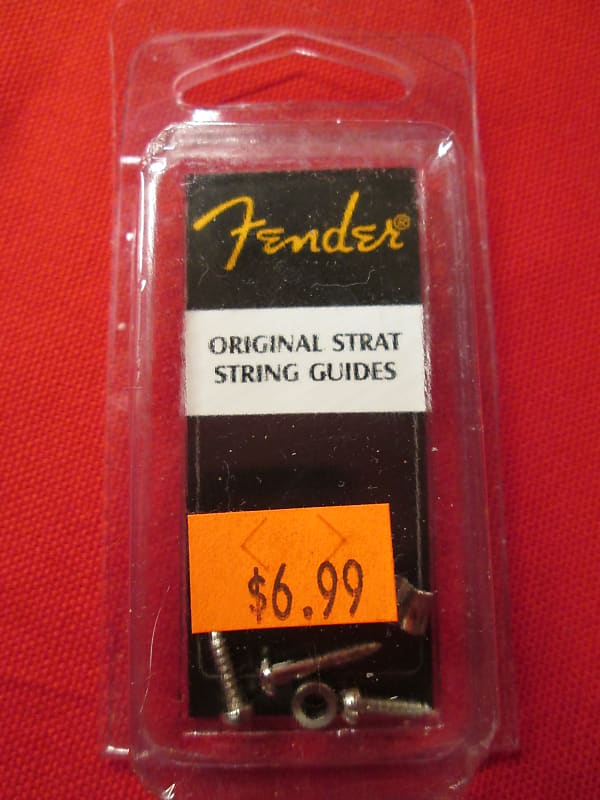 Fender®
ORIGINAL STRAT
STRING GUIDES
$6.99